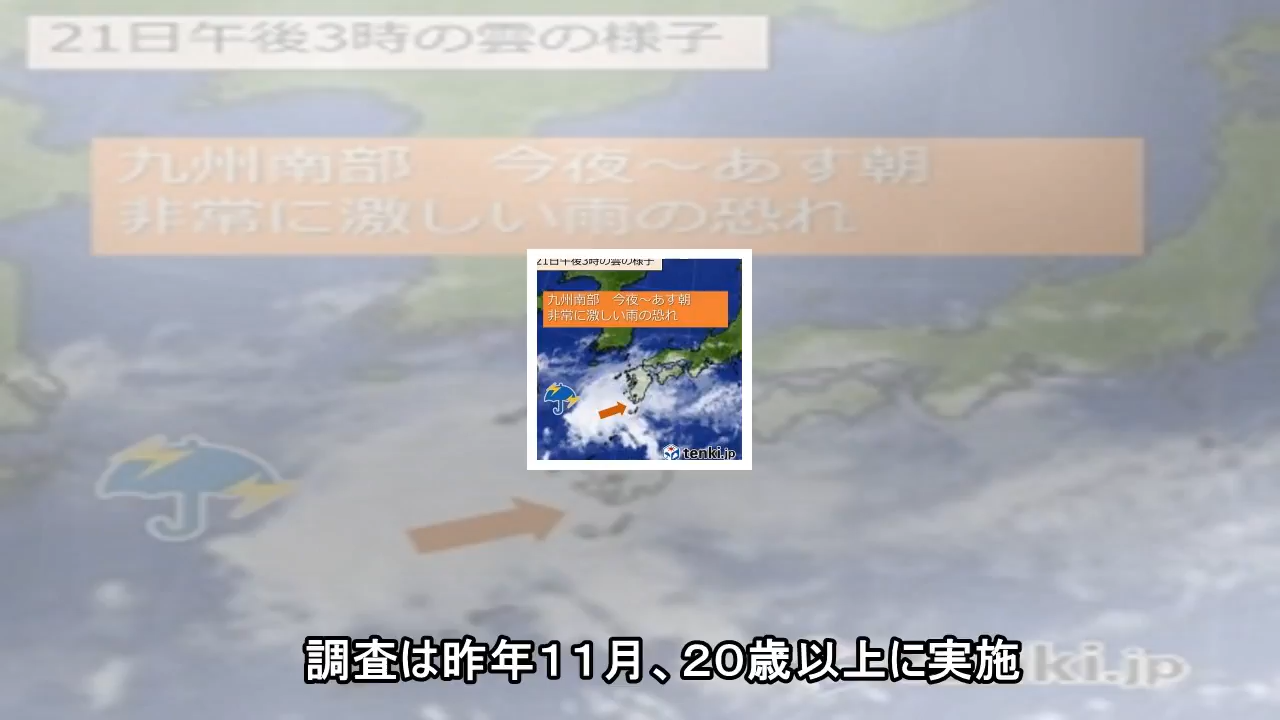 21日午後3時の雲の様子
九州南部 今夜～あす朝
非常に激しい雨の恐れ
21日午後3時の雲の様子
九州南部 今夜～あす朝
非常に激しい雨の恐れ
tenki.jp
調査は昨年11月、20歳以上に実施
ki.jp